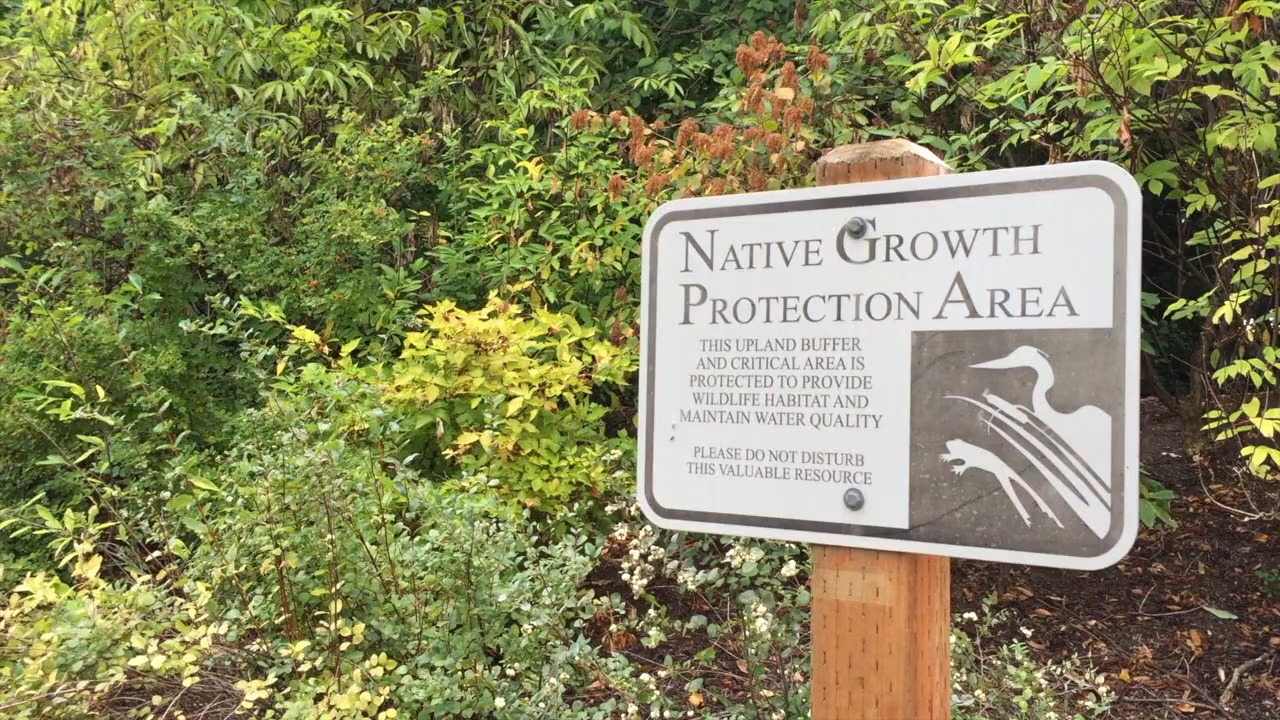 NATIVE GROWTH
PROTECTION AREA
THIS UPLAND BUFFER
AND CRITICAL AREA IS
PROTECTED TO PROVIDE
WILDLIFE HABITAT AND
MAINTAIN WATER QUALITY
PLEASE DO NOT DISTURB
THIS VALUABLE RESOURCE